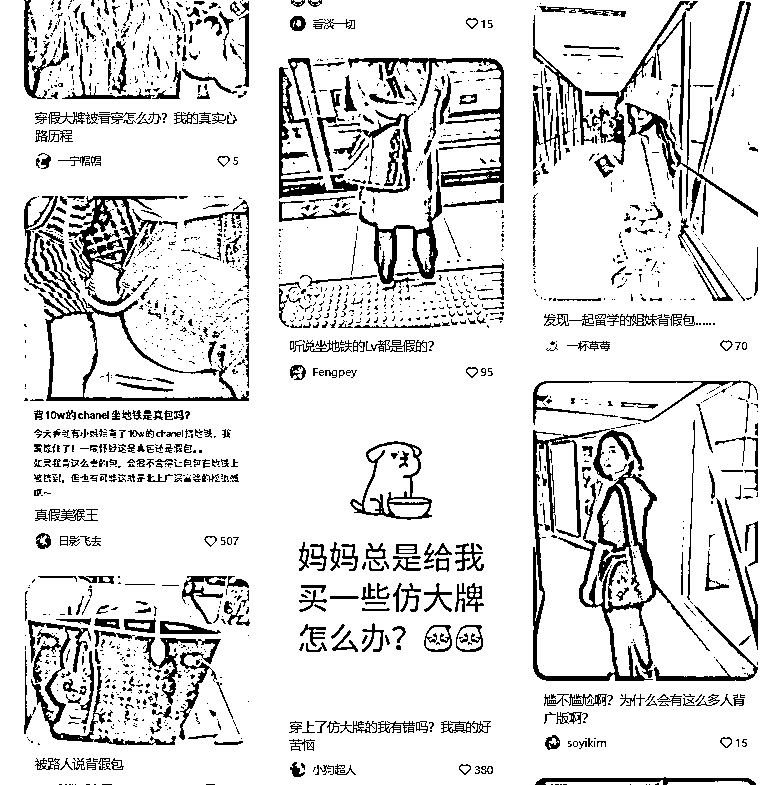 穿假大牌被看穿怎么办？我的真实心
路历程
一宁帽帽
5
背10w的chanel坐地铁是真包吗？
真假美猴王
日影飞去
507
被路人说背假包
看淡一切
15
听说坐地铁的Lv都是假的？
Fengpey
95
妈妈总是给我
买一些仿大牌
怎么办？
穿上了仿大牌的我有错吗？我真的好
苦恼
小狗超人
380
发现一起留学的姐妹背假包……
一杯草莓
70
尴不尴尬啊？为什么会有这么多人背
广版啊？
soyikim
15